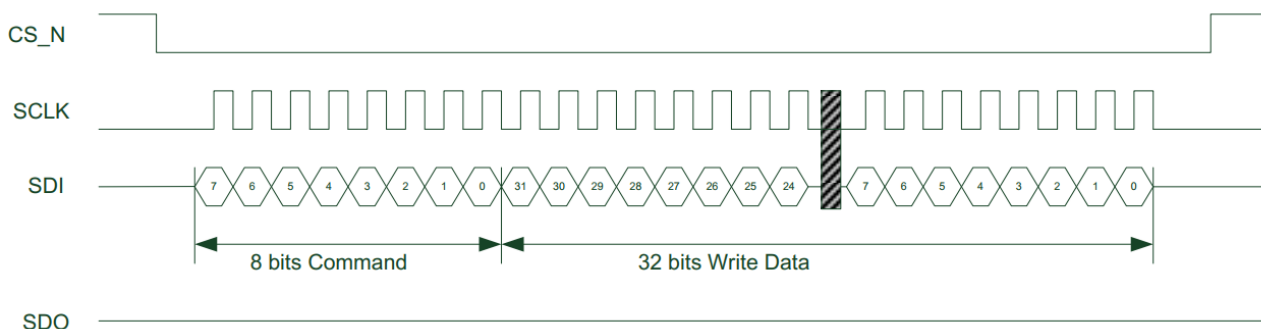 CS_N
SCLK
SDI
7 6 5 4 3 2 1 0 31 30 29 28 27 26 25 24 7 6 5 4 3 2 1 0
8 bits Command 32 bits Write Data
SDO